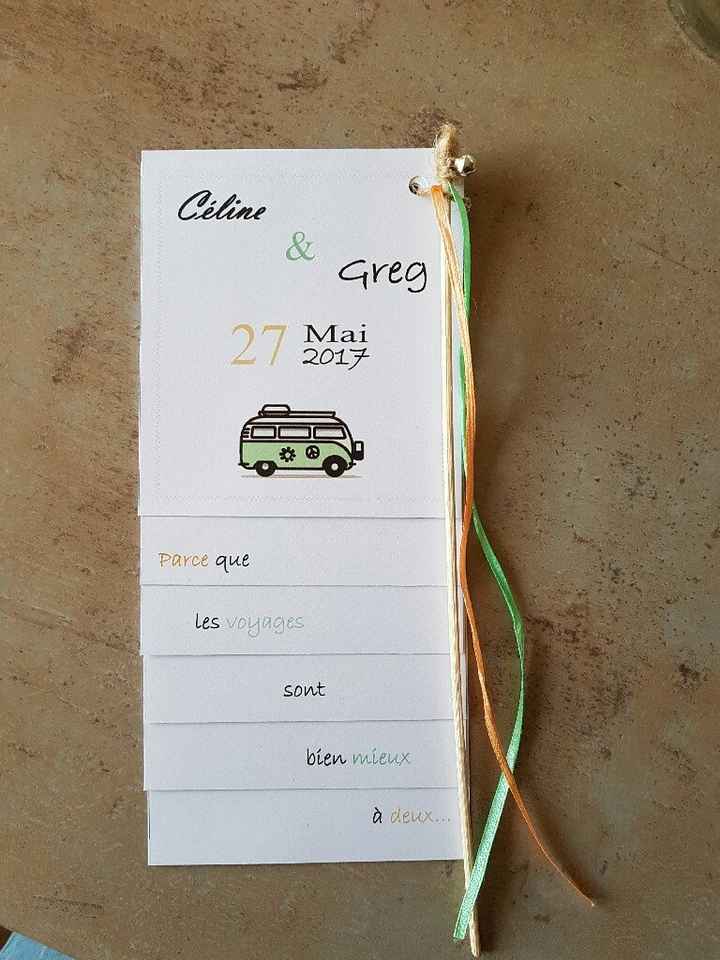 Céline
&
Greg
27 Mai
2017
Parce que
les voyages
sont
bien mieux
à deux...